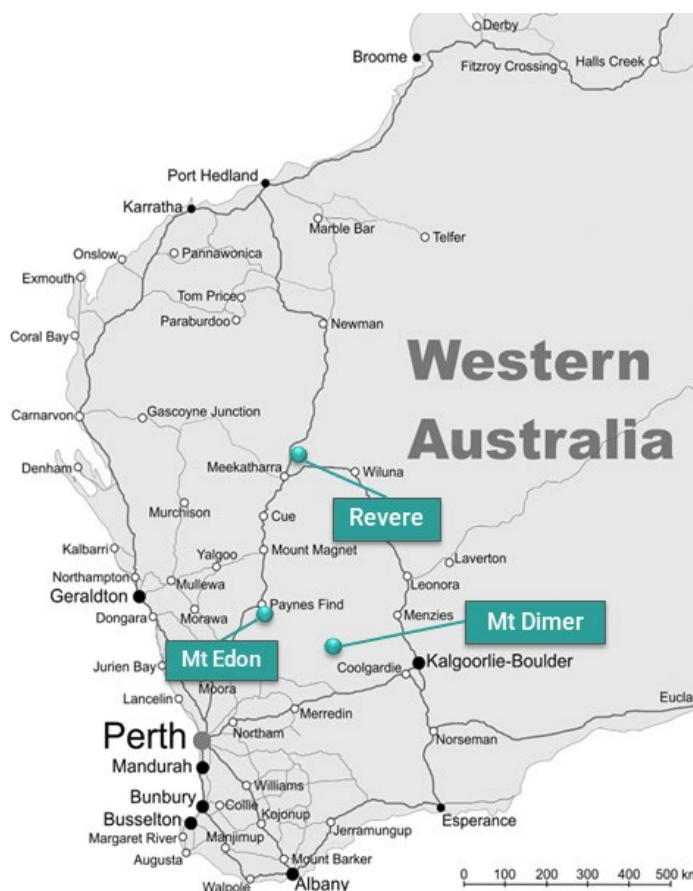 Derby
Broome
Fitzroy Crossing
Halls Creek
Port Hedland
Karratha
Marble Bar
Telfer
Onslow
Pannawonica
Exmouth
Tom Price
Paraburdoo
Newman
Coral Bay
Western
Australia
Carnarvon
Gascoyne Junction
Denham
Meekatharra
Wiluna
Revere
Murchison
Cue
Kalbarri
Yalgoo
Mount Magnet
Laverton
Northampton
Mullewa
Leonora
Geraldton
Morawa
Paynes Find
Menzies
Dongara
Mt Dimer
Mt Edon
Jurien Bay
Coolgardie
Kalgoorlie-Boulder
Moora
Lancelin
Merredin
Eucla
Perth
Northam
Norseman
Mandurah
Williams
Bunbury
Collie
Busselton
Kojonup
Esperance
Margaret River
Manjimup
Jerramungup
Augusta
Mount Barker
Walpole
Albany
0 100 200 300 400 500 km